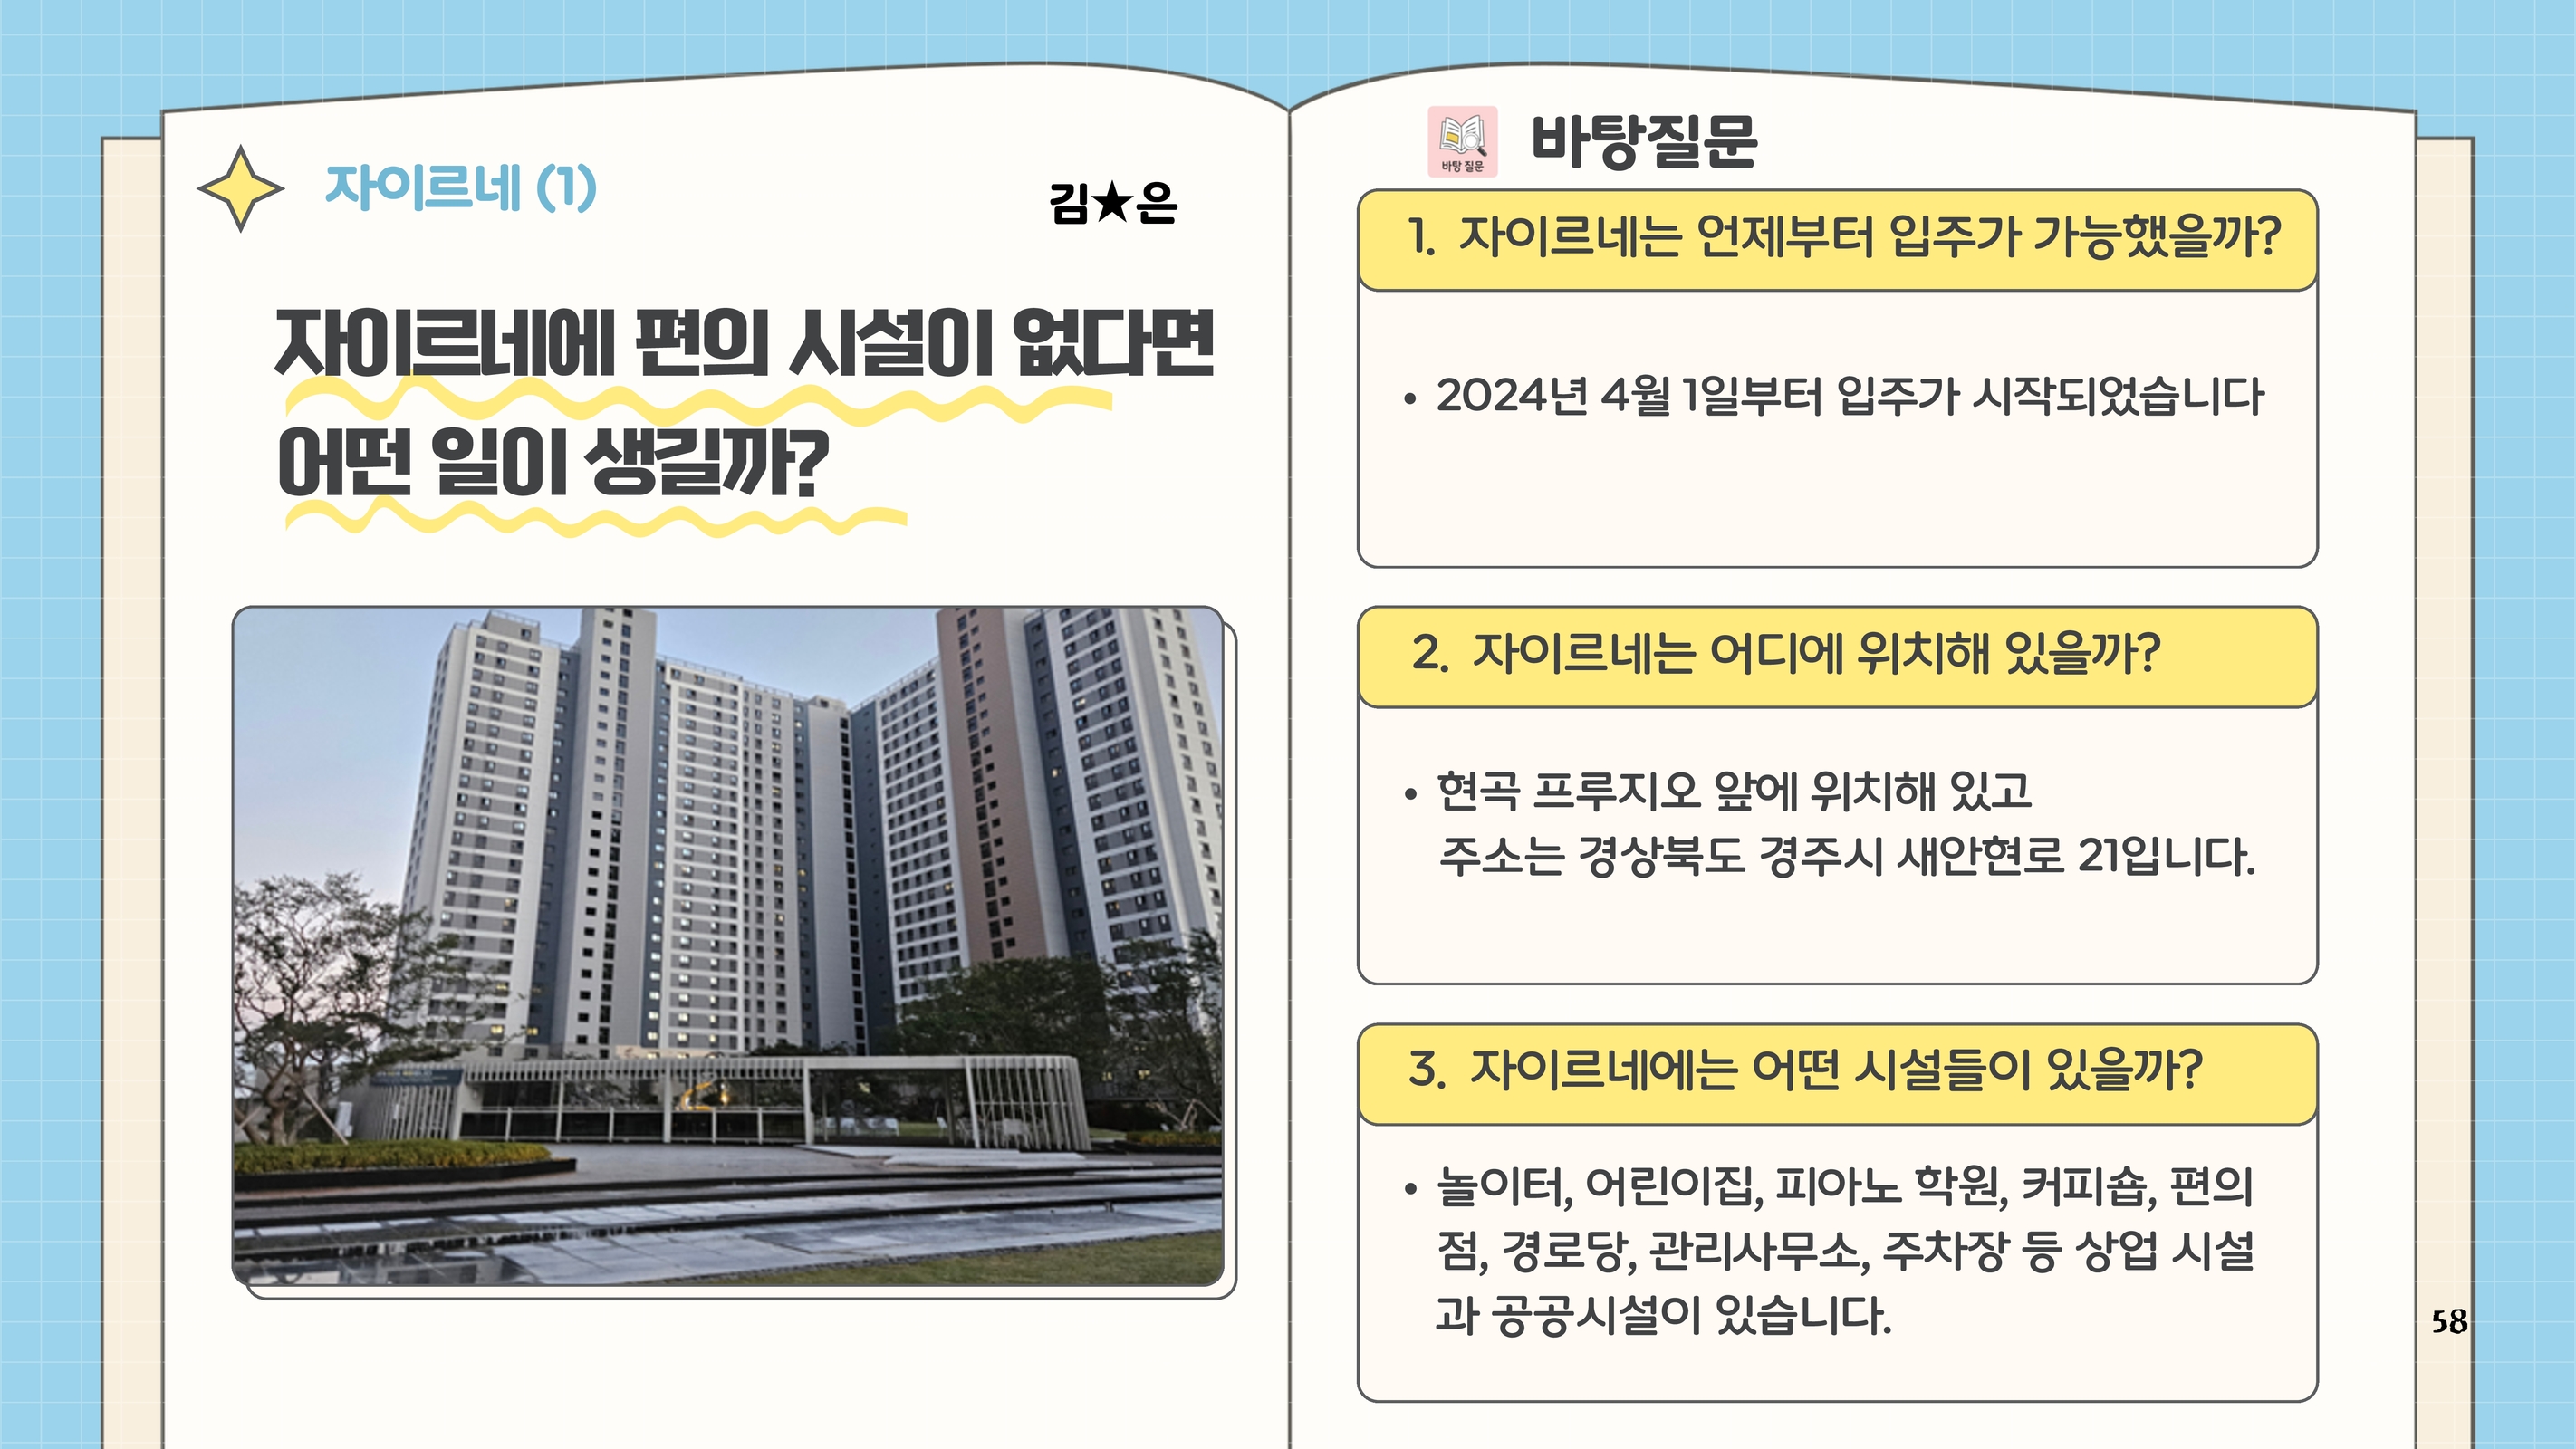 자이르네 (1)
김★은
자이르네에 편의 시설이 없다면
어떤 일이 생길까?
바탕 질문
바탕질문
1. 자이르네는 언제부터 입주가 가능했을까?
• 2024년 4월 1일부터 입주가 시작되었습니다
2. 자이르네는 어디에 위치해 있을까?
• 현곡 프루지오 앞에 위치해 있고
주소는 경상북도 경주시 새안현로 21입니다.
3. 자이르네에는 어떤 시설들이 있을까?
• 놀이터, 어린이집, 피아노 학원, 커피숍, 편의
점, 경로당, 관리사무소, 주차장 등 상업 시설
과 공공시설이 있습니다.
58